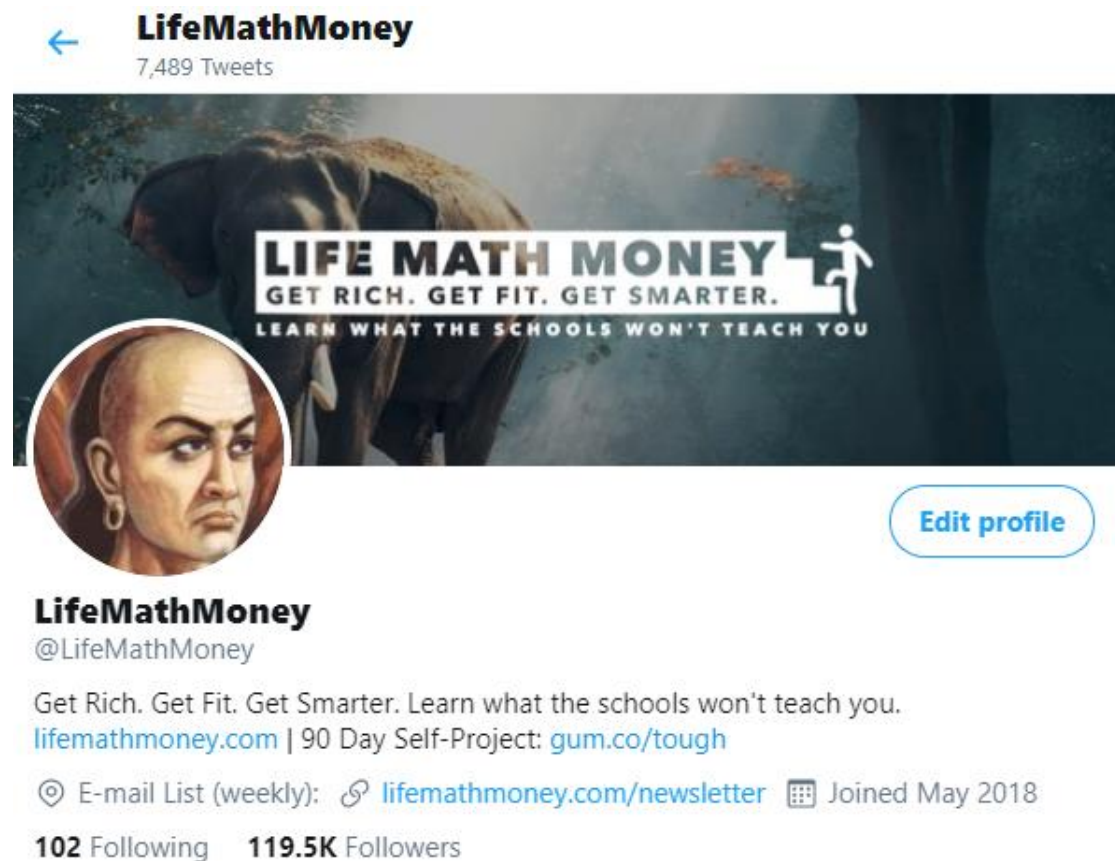 LifeMathMoney
7,489 Tweets
LIFE MATH MONEY
GET RICH. GET FIT. GET SMARTER.
LEARN WHAT THE SCHOOLS WON'T TEACH YOU
Edit profile
LifeMathMoney
@LifeMathMoney
Get Rich. Get Fit. Get Smarter. Learn what the schools won't teach you.
lifemathmoney.com | 90 Day Self-Project: gum.co/tough
E-mail List (weekly): lifemathmoney.com/newsletter Joined May 2018
102 Following 119.5K Followers